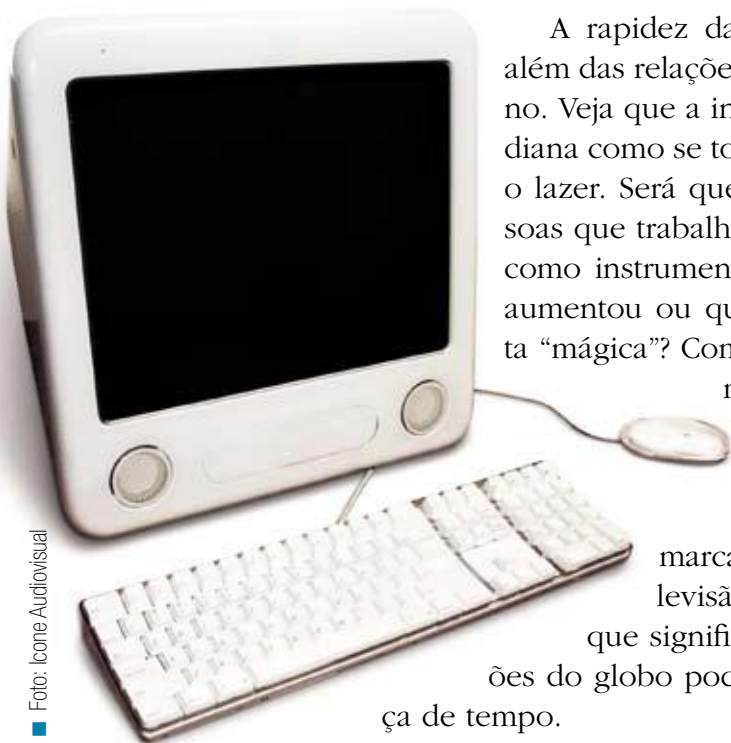 A rapidez da
além das relaçõe
no. Veja que a in
diana como se to
o lazer. Será que
soas que trabalh
como instrumen
aumentou ou qu
ta “mágica”? Con
marca
levisã
que signifi
ões do globo pod
ça de tempo.
Foto: Icone Audiovisual